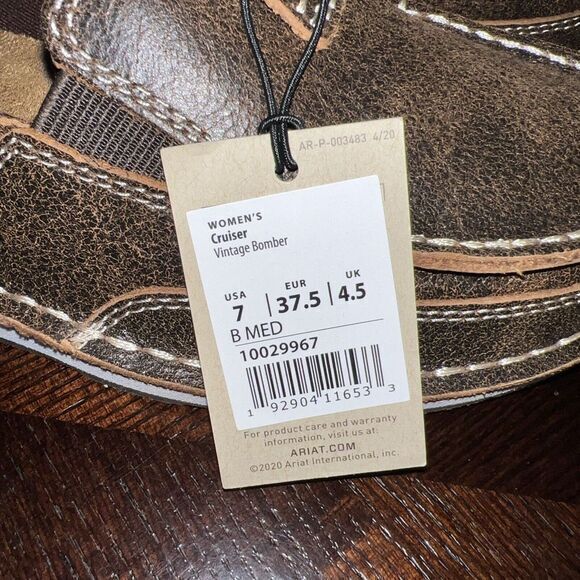 AR-P-003483 4/20
WOMEN'S
Cruiser
Vintage Bomber
USA EUR UK
7 | 37.5 | 4.5
B MED
10029967
1 92904 11653 3
For product care and warranty
information, visit us at:
ARIAT.COM
©2020 Ariat International, inc.